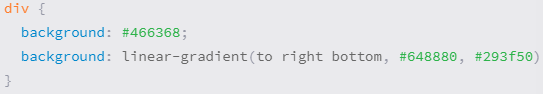 div {
  background: #466368;
  background: linear-gradient(to right bottom, #648880, #293f50)
}